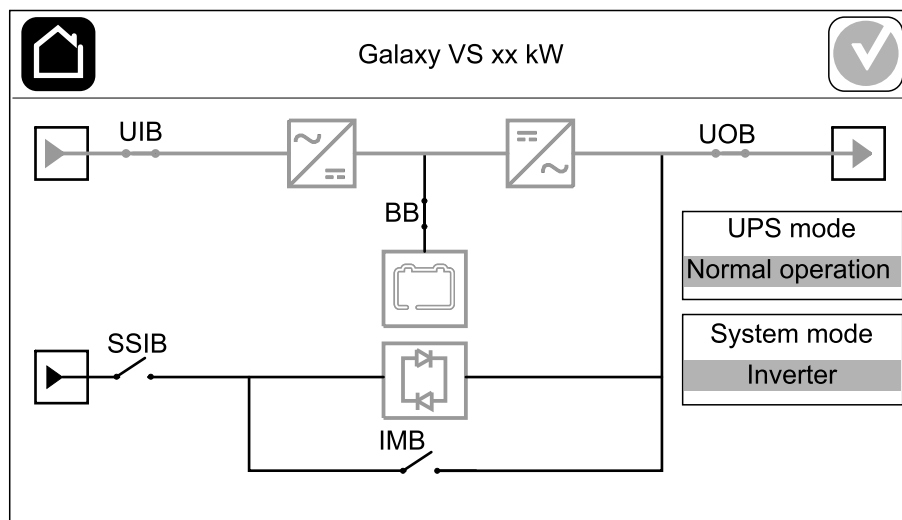 Galaxy VS xx kW
UIB
UOB
BB
UPS mode
Normal operation
SSIB
System mode
Inverter
IMB